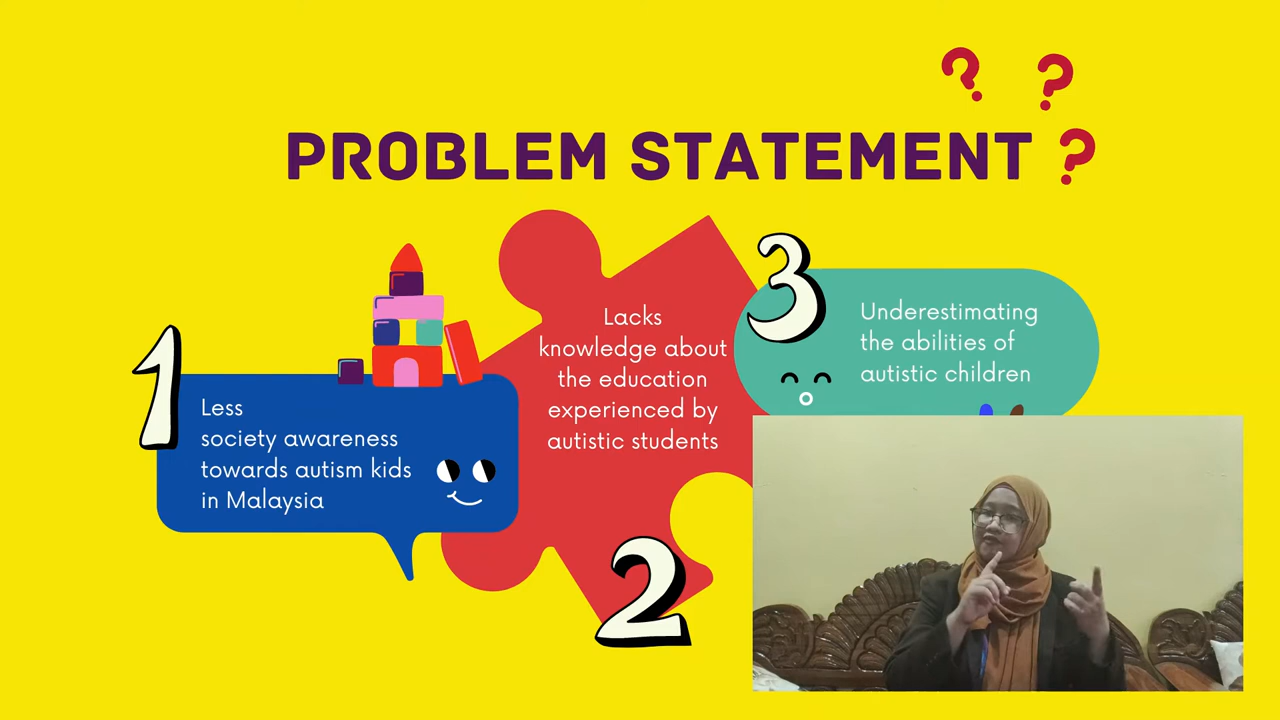 ? ?
PROBLEM STATEMENT ?
1
Less
society awareness
towards autism kids
in Malaysia
Lacks
knowledge about
the education
experienced by
autistic students
2
3
Underestimating
the abilities of
autistic children